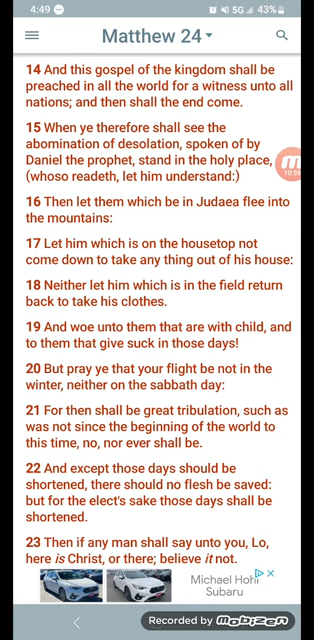 4:49 5G 43%
Matthew 24
14 And this gospel of the kingdom shall be
preached in all the world for a witness unto all
nations; and then shall the end come.
15 When ye therefore shall see the
abomination of desolation, spoken of by
Daniel the prophet, stand in the holy place,
(whoso readeth, let him understand:)
10:59
16 Then let them which be in Judaea flee into
the mountains:
17 Let him which is on the housetop not
come down to take any thing out of his house:
18 Neither let him which is in the field return
back to take his clothes.
19 And woe unto them that are with child, and
to them that give suck in those days!
20 But pray ye that your flight be not in the
winter, neither on the sabbath day:
21 For then shall be great tribulation, such as
was not since the beginning of the world to
this time, no, nor ever shall be.
22 And except those days should be
shortened, there should no flesh be saved:
but for the elect's sake those days shall be
shortened.
23 Then if any man shall say unto you, Lo,
here is Christ, or there; believe it not.
Michael Hohl
Subaru
Recorded by mobizen